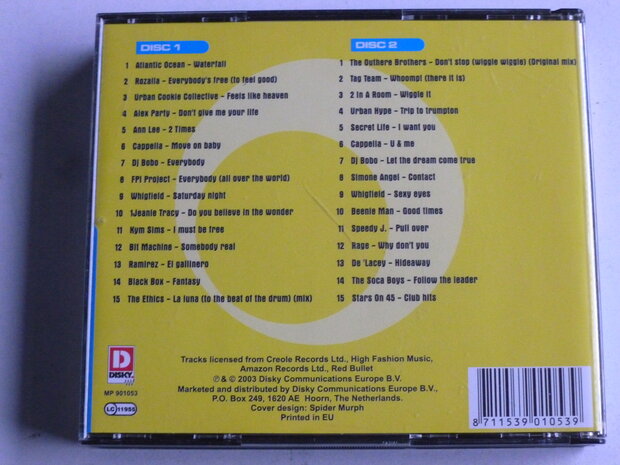 DISC 1
1 Atlantic Ocean - Waterfall
2 Rozalla - Everybody's free (to feel good)
3 Urban Cookie Collective - Feels like heaven
4 Alex Party - Don't give me your life
5 Ann Lee - 2 Times
6 Cappella - Move on baby
7 Dj Bobo - Everybody
8 FPI Project - Everybody (all over the world)
9 Whigfield - Saturday night
10 1Jeanie Tracy - Do you believe in the wonder
11 Kym Sims - I must be free
12 Bit Machine - Somebody real
13 Ramirez - El gallinero
14 Black Box - Fantasy
15 The Ethics - La luna (to the beat of the drum) (mix)
DISC 2
1 The Outhere Brothers - Don't stop (wiggle wiggle) (Original mix)
2 Tag Team - Whoomp! (there it is)
3 2 In A Room - Wiggle it
4 Urban Hype - Trip to trumpton
5 Secret Life - I want you
6 Cappella - U & me
7 Dj Bobo - Let the dream come true
8 Simone Angel - Contact
9 Whigfield - Sexy eyes
10 Beenie Man - Good times
11 Speedy J. - Pull over
12 Rage - Why don't you
13 De 'Lacey - Hideaway
14 The Soca Boys - Follow the leader
15 Stars On 45 - Club hits
D
DISKY
MP 901053
LC 11985
Tracks licensed from Creole Records Ltd., High Fashion Music,
Amazon Records Ltd., Red Bullet
℗ & © 2003 Disky Communications Europe B.V.
Marketed and distributed by Disky Communications Europe B.V.,
P.O. Box 249, 1620 AE Hoorn, The Netherlands.
Cover design: Spider Murph
Printed in EU
8 711539 010539